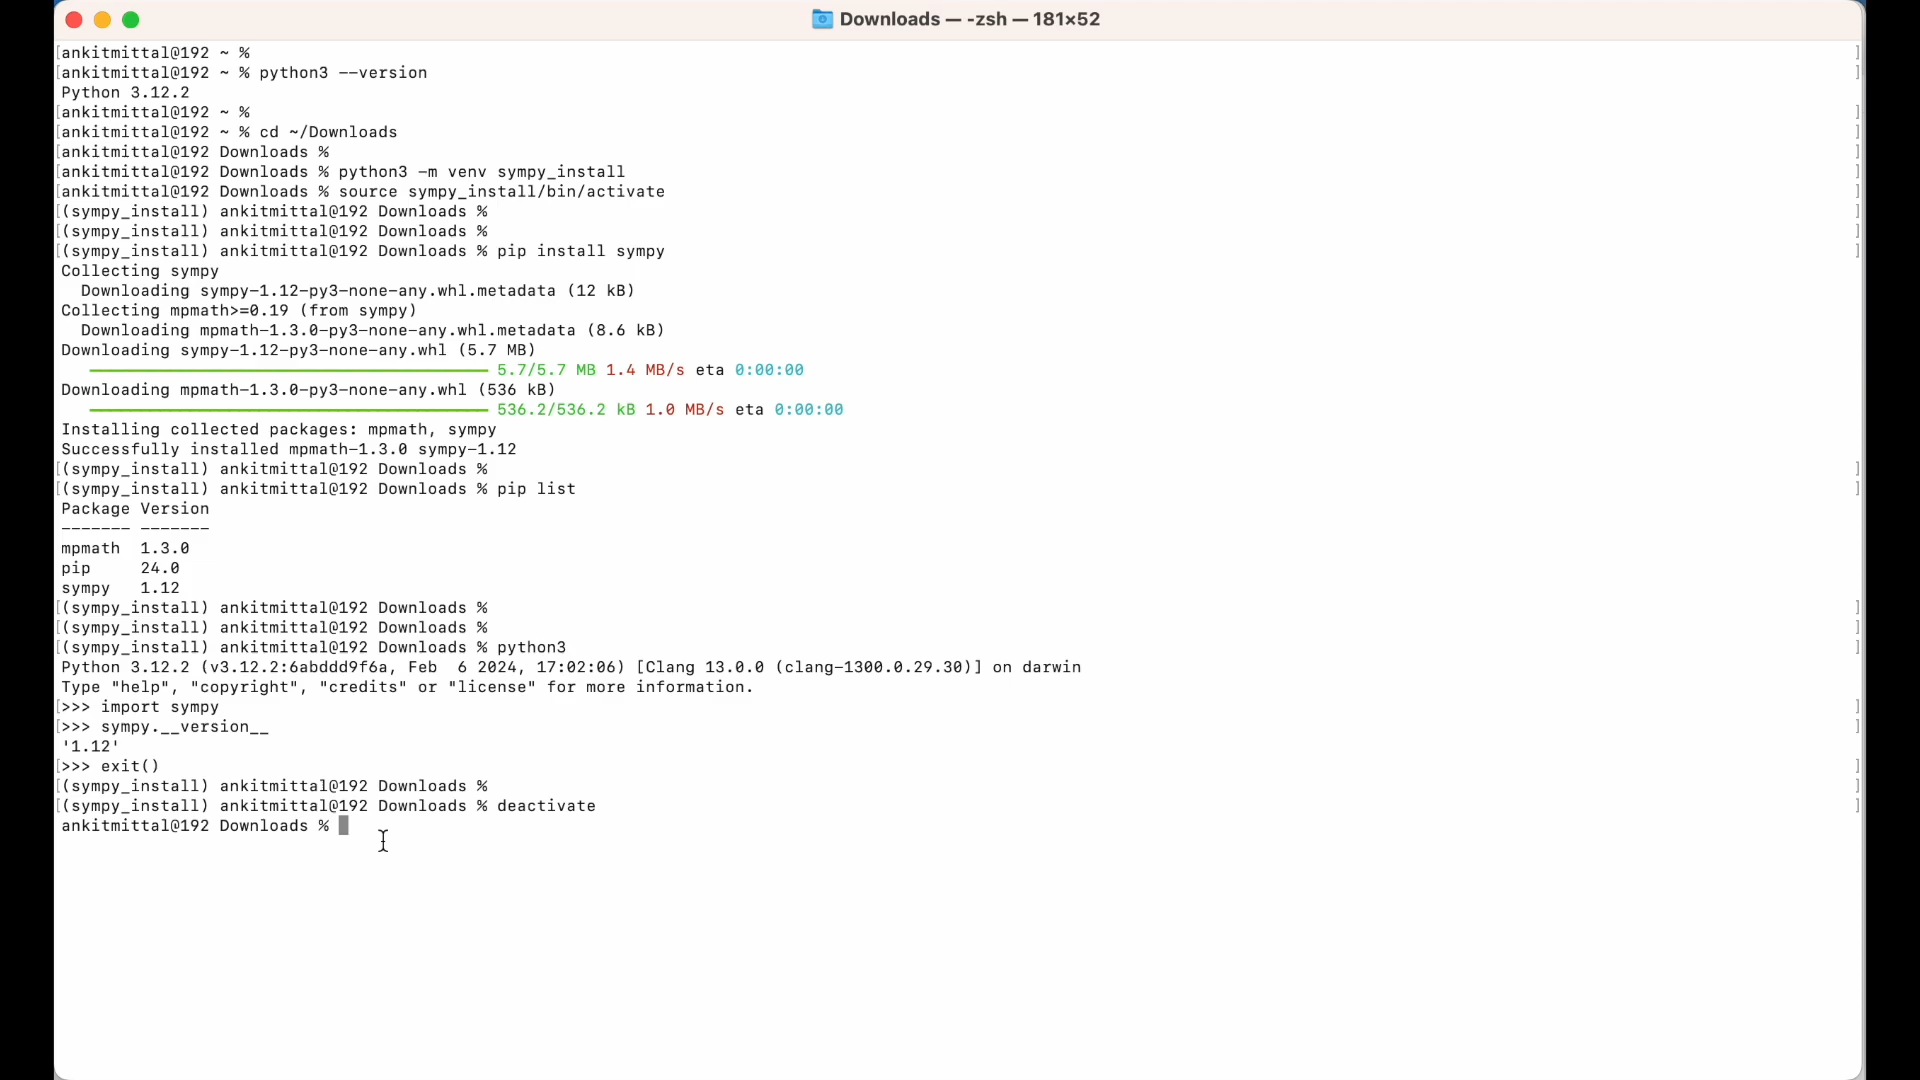 Downloads — -zsh — 181×52
[ankitmittal@192 ~ % ]
[ankitmittal@192 ~ % python3 --version ]
Python 3.12.2
[ankitmittal@192 ~ % ]
[ankitmittal@192 ~ % cd ~/Downloads ]
[ankitmittal@192 Downloads % ]
[ankitmittal@192 Downloads % python3 -m venv sympy_install ]
[ankitmittal@192 Downloads % source sympy_install/bin/activate ]
[(sympy_install) ankitmittal@192 Downloads % ]
[(sympy_install) ankitmittal@192 Downloads % ]
[(sympy_install) ankitmittal@192 Downloads % pip install sympy ]
Collecting sympy
  Downloading sympy-1.12-py3-none-any.whl.metadata (12 kB)
Collecting mpmath>=0.19 (from sympy)
  Downloading mpmath-1.3.0-py3-none-any.whl.metadata (8.6 kB)
Downloading sympy-1.12-py3-none-any.whl (5.7 MB)
5.7/5.7 MB 1.4 MB/s eta 0:00:00
Downloading mpmath-1.3.0-py3-none-any.whl (536 kB)
536.2/536.2 kB 1.0 MB/s eta 0:00:00
Installing collected packages: mpmath, sympy
Successfully installed mpmath-1.3.0 sympy-1.12
[(sympy_install) ankitmittal@192 Downloads % ]
[(sympy_install) ankitmittal@192 Downloads % pip list ]
Package Version
------- -------
mpmath  1.3.0
pip     24.0
sympy   1.12
[(sympy_install) ankitmittal@192 Downloads % ]
[(sympy_install) ankitmittal@192 Downloads % ]
[(sympy_install) ankitmittal@192 Downloads % python3 ]
Python 3.12.2 (v3.12.2:6abddd9f6a, Feb  6 2024, 17:02:06) [Clang 13.0.0 (clang-1300.0.29.30)] on darwin
Type "help", "copyright", "credits" or "license" for more information.
[>>> import sympy ]
[>>> sympy.__version__ ]
'1.12'
[>>> exit() ]
[(sympy_install) ankitmittal@192 Downloads % ]
[(sympy_install) ankitmittal@192 Downloads % deactivate ]
ankitmittal@192 Downloads %